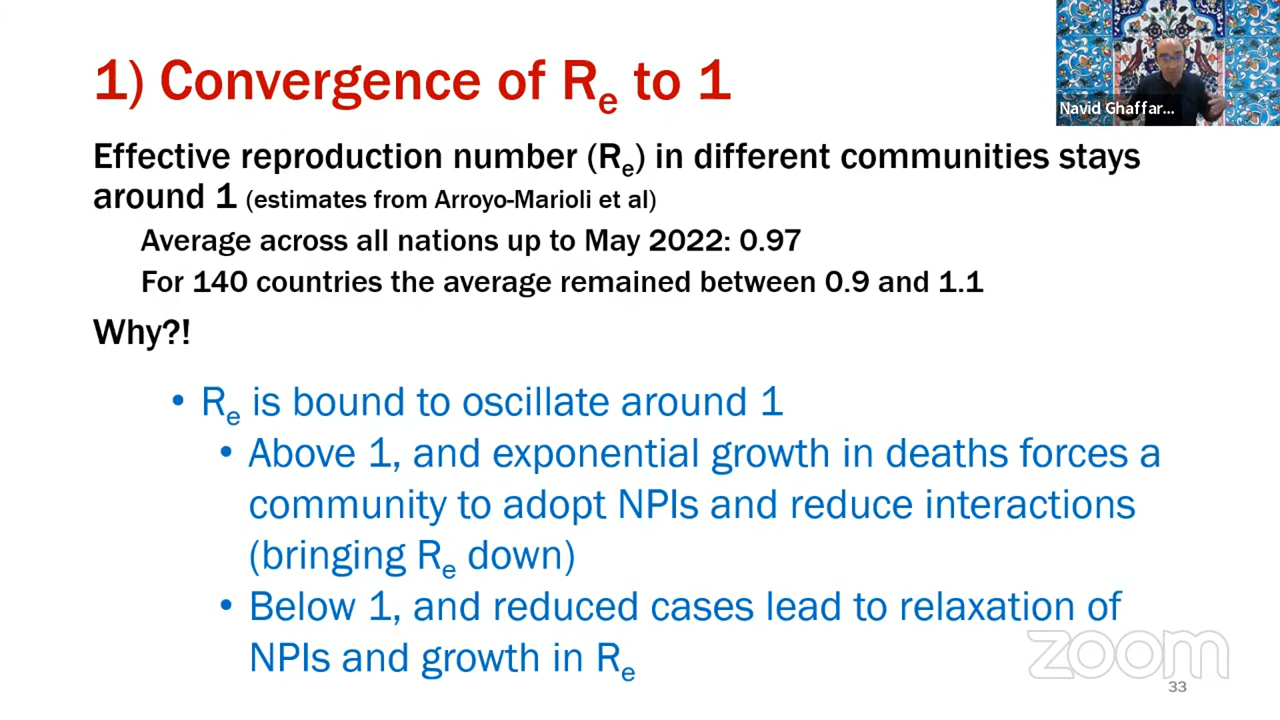 1) Convergence of Re to 1
Navid Ghaffar...
Effective reproduction number (Re) in different communities stays
around 1 (estimates from Arroyo-Marioli et al)
Average across all nations up to May 2022: 0.97
For 140 countries the average remained between 0.9 and 1.1
Why?!
• Re is bound to oscillate around 1
• Above 1, and exponential growth in deaths forces a
community to adopt NPIs and reduce interactions
(bringing Re down)
• Below 1, and reduced cases lead to relaxation of
NPIs and growth in Re
zoom
33